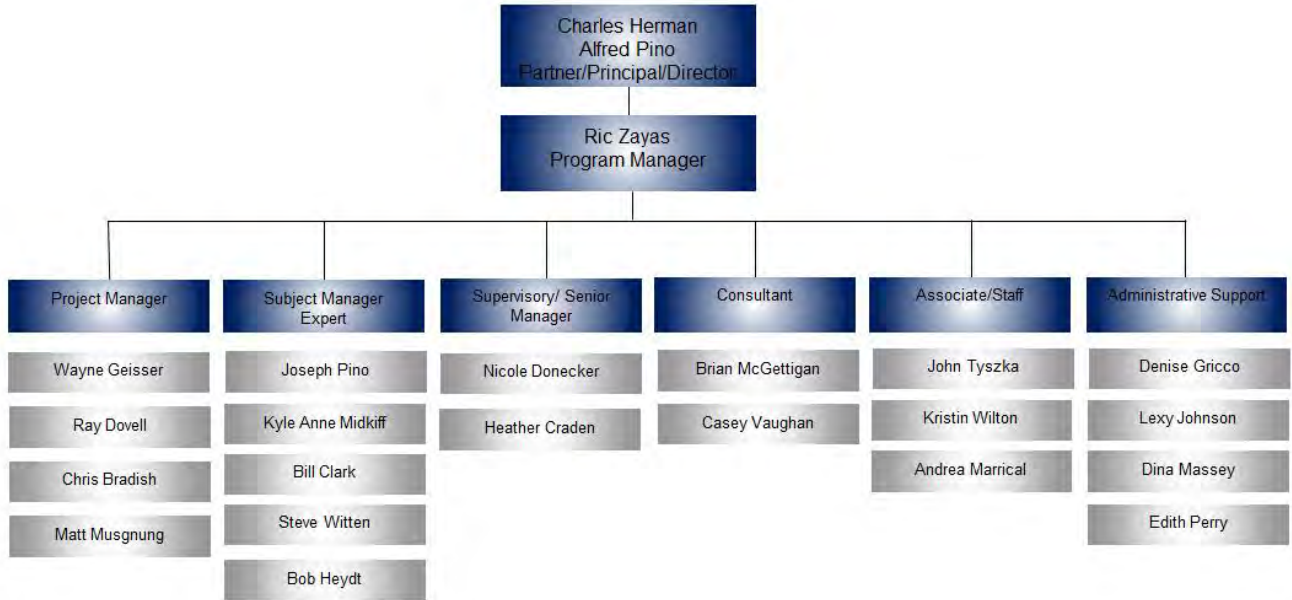 Charles Herman
Alfred Pino
Partner/Principal/Director
Ric Zayas
Program Manager
Project Manager
Wayne Geisser
Ray Dovell
Chris Bradish
Matt Musgnung
Subject Manager
Expert
Joseph Pino
Kyle Anne Midkiff
Bill Clark
Steve Witten
Bob Heydt
Supervisory/ Senior
Manager
Nicole Donecker
Heather Craden
Consultant
Brian McGettigan
Casey Vaughan
Associate/Staff
John Tyszka
Kristin Wilton
Andrea Marrical
Administrative Support
Denise Gricco
Lexy Johnson
Dina Massey
Edith Perry